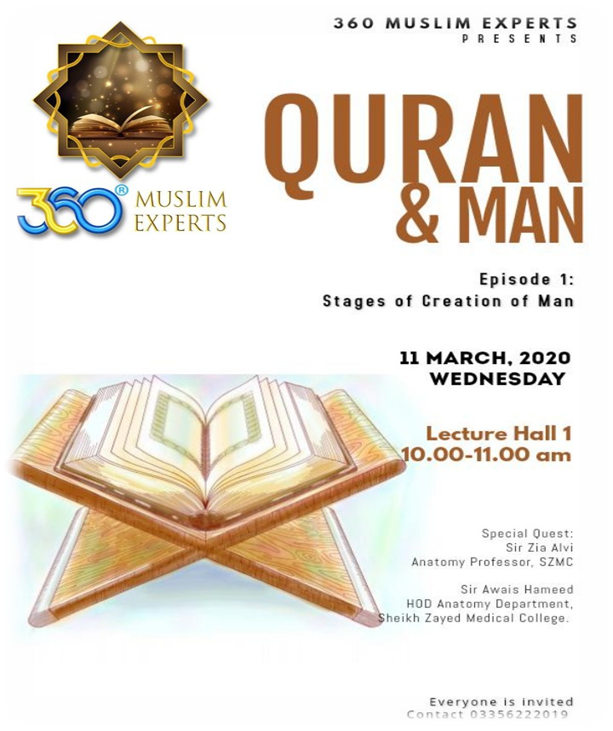 360 MUSLIM EXPERTS
PRESENTS
360®
MUSLIM
EXPERTS
QURAN
& MAN
Episode 1:
Stages of Creation of Man
11 MARCH, 2020
WEDNESDAY
Lecture Hall 1
10.00-11.00 am
Special Quest:
Sir Zia Alvi
Anatomy Professor, SZMC
Sir Awais Hameed
HOD Anatomy Department,
Sheikh Zayed Medical College.
Everyone is invited
Contact 03356222019